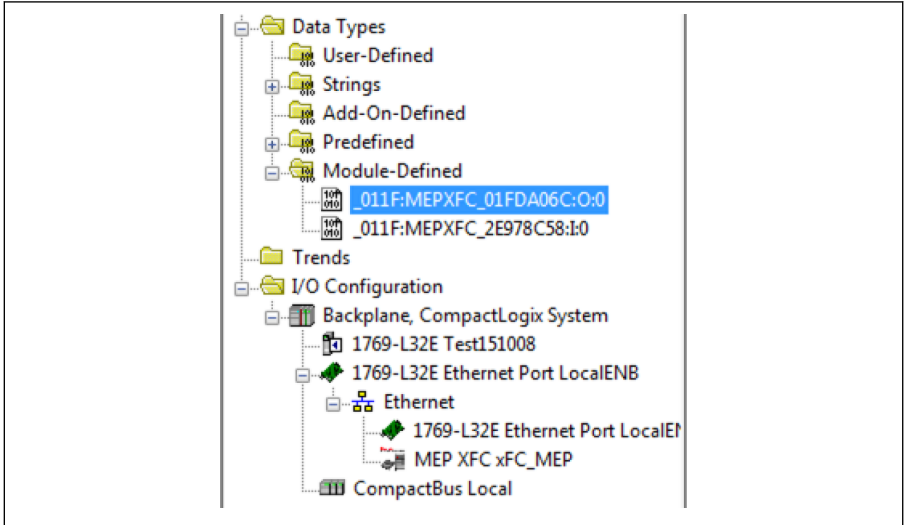 Data Types
User-Defined
Strings
Add-On-Defined
Predefined
Module-Defined
_011F:MEPXFC_01FDA06C:O:0
_011F:MEPXFC_2E978C58:I:0
Trends
I/O Configuration
Backplane, CompactLogix System
1769-L32E Test151008
1769-L32E Ethernet Port LocalENB
Ethernet
1769-L32E Ethernet Port LocalEN
MEP XFC xFC_MEP
CompactBus Local